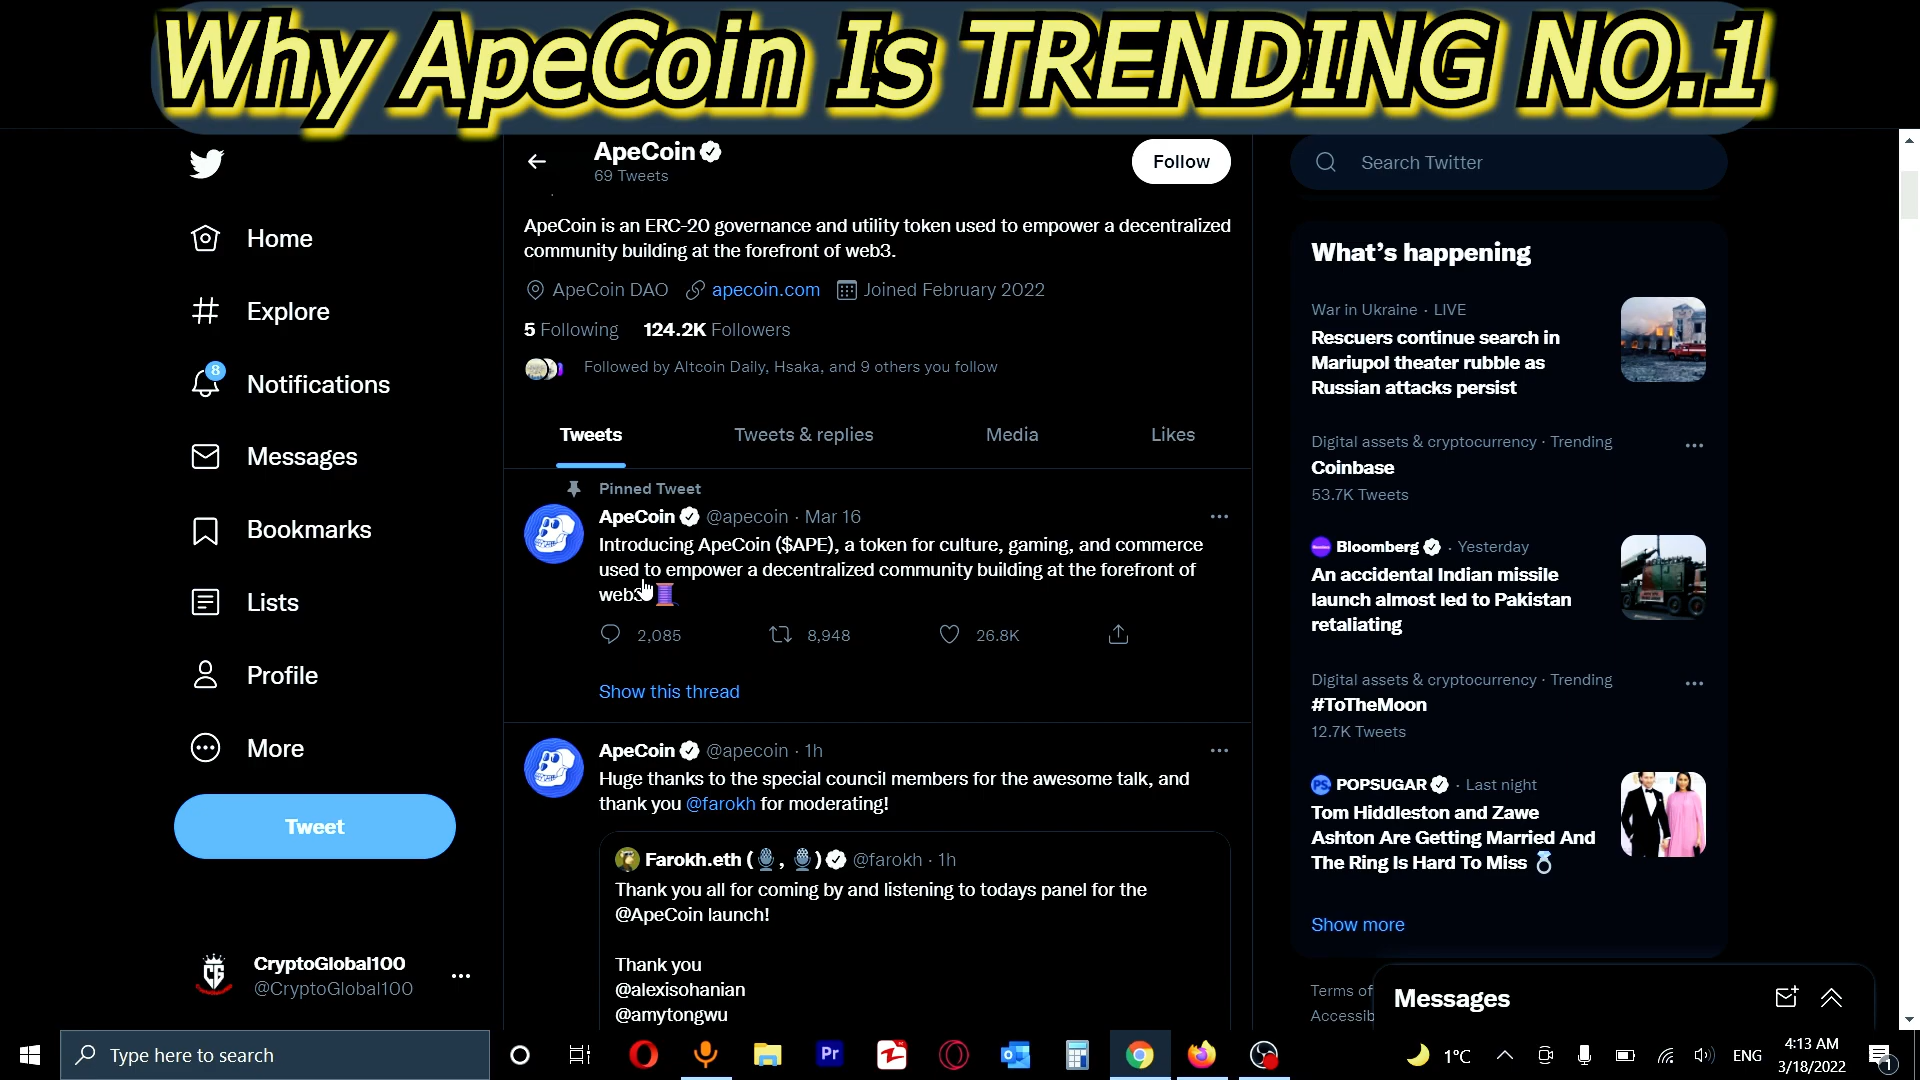 Why ApeCoin Is TRENDING NO.1
ApeCoin
69 Tweets
Follow
Search Twitter
Home
Explore
8
Notifications
Messages
Bookmarks
Lists
Profile
More
Tweet
CryptoGlobal100
@CryptoGlobal100
ApeCoin is an ERC-20 governance and utility token used to empower a decentralized
community building at the forefront of web3.
ApeCoin DAO apecoin.com Joined February 2022
5 Following 124.2K Followers
Followed by Altcoin Daily, Hsaka, and 9 others you follow
Tweets Tweets & replies Media Likes
Pinned Tweet
ApeCoin @apecoin · Mar 16
Introducing ApeCoin ($APE), a token for culture, gaming, and commerce
used to empower a decentralized community building at the forefront of
web3
2,085 8,948 26.8K
Show this thread
ApeCoin @apecoin · 1h
Huge thanks to the special council members for the awesome talk, and
thank you @farokh for moderating!
Farokh.eth (🎙, 🎙) @farokh · 1h
Thank you all for coming by and listening to todays panel for the
@ApeCoin launch!
Thank you
@alexisohanian
@amytongwu
What's happening
War in Ukraine · LIVE
Rescuers continue search in
Mariupol theater rubble as
Russian attacks persist
Digital assets & cryptocurrency · Trending
Coinbase
53.7K Tweets
Bloomberg · Yesterday
An accidental Indian missile
launch almost led to Pakistan
retaliating
Digital assets & cryptocurrency · Trending
#ToTheMoon
12.7K Tweets
PS POPSUGAR · Last night
Tom Hiddleston and Zawe
Ashton Are Getting Married And
The Ring Is Hard To Miss 💍
Show more
Terms of
Accessib
Messages
Type here to search
Pr
1°C
ENG
4:13 AM
3/18/2022
1